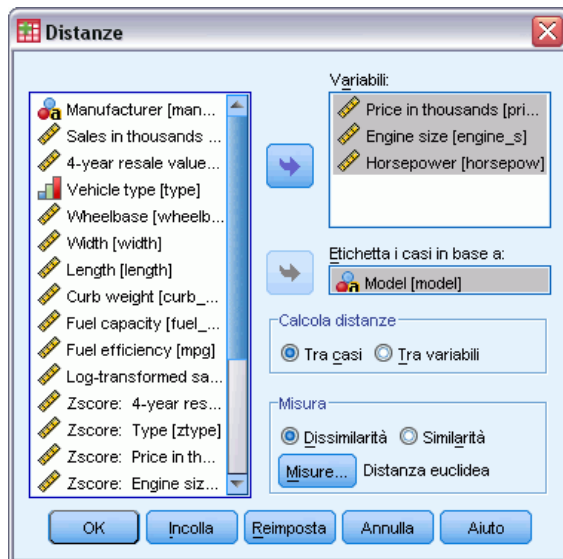 Distanze
Manufacturer [man...
Sales in thousands ...
4-year resale value...
Vehicle type [type]
Wheelbase [wheelb...
Width [width]
Length [length]
Curb weight [curb_...
Fuel capacity [fuel_...
Fuel efficiency [mpg]
Log-transformed sa...
Zscore: 4-year res...
Zscore: Type [ztype]
Zscore: Price in th...
Zscore: Engine siz...
Variabili:
Price in thousands [pri...
Engine size [engine_s]
Horsepower [horsepow]
Etichetta i casi in base a:
Model [model]
Calcola distanze
Tra casi
Tra variabili
Misura
Dissimilarità
Similarità
Misure...
Distanza euclidea
OK
Incolla
Reimposta
Annulla
Aiuto